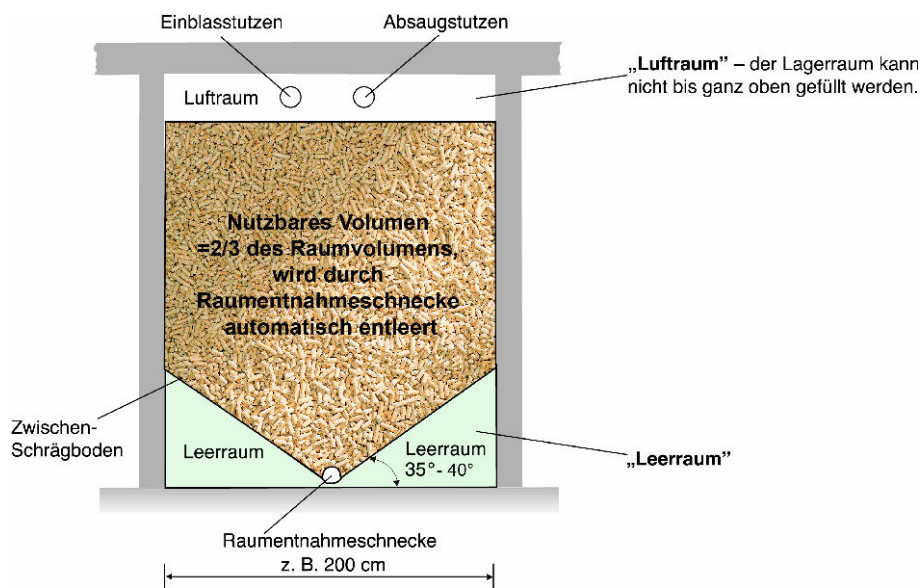 Einblasstutzen
Absaugstutzen
„Luftraum” – der Lagerraum kann
nicht bis ganz oben gefüllt werden.
Luftraum
Nutzbares Volumen
=2/3 des Raumvolumens,
wird durch
Raumentnahmeschnecke
automatisch entleert
Zwischen-
Schrägboden
Leerraum
Leerraum
35°- 40°
„Leerraum”
Raumentnahmeschnecke
z. B. 200 cm